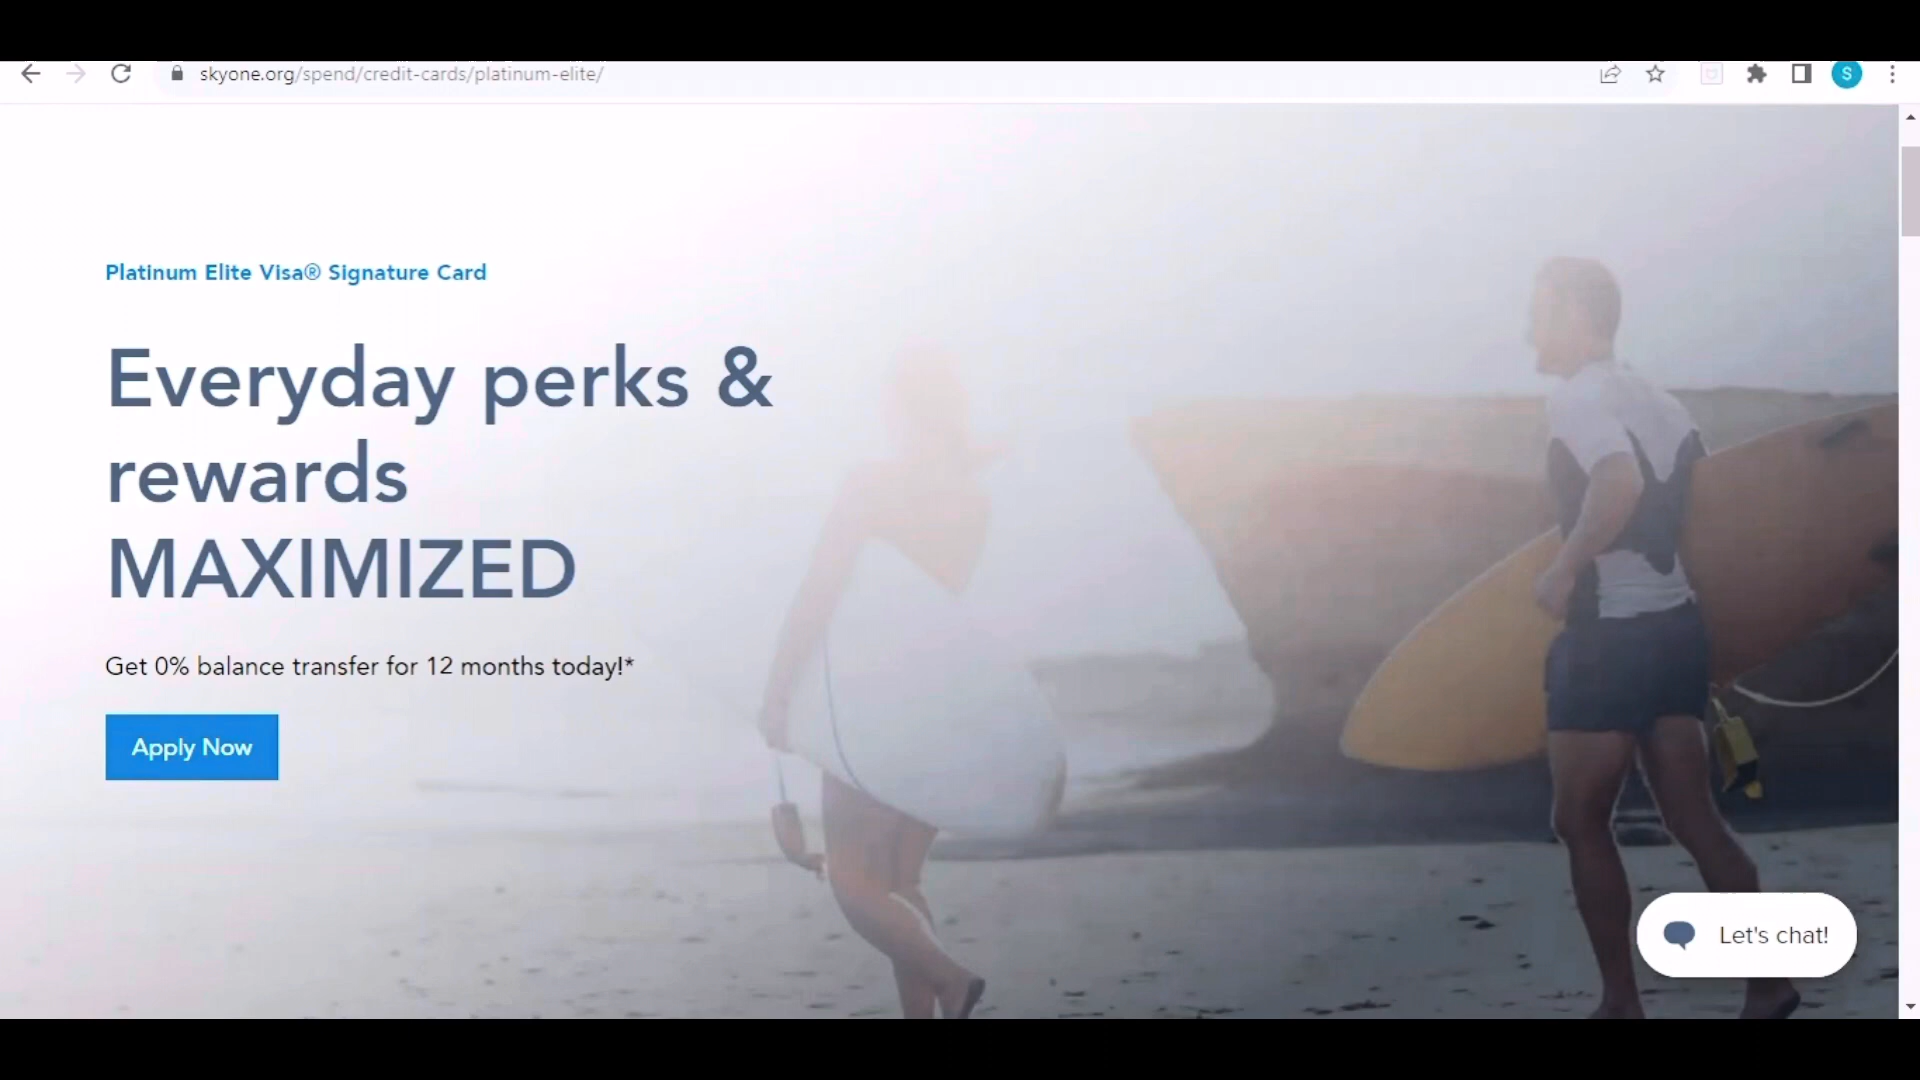 skyone.org/spend/credit-cards/platinum-elite/
S
Platinum Elite Visa® Signature Card
Everyday perks &
rewards
MAXIMIZED
Get 0% balance transfer for 12 months today!*
Apply Now
Let's chat!